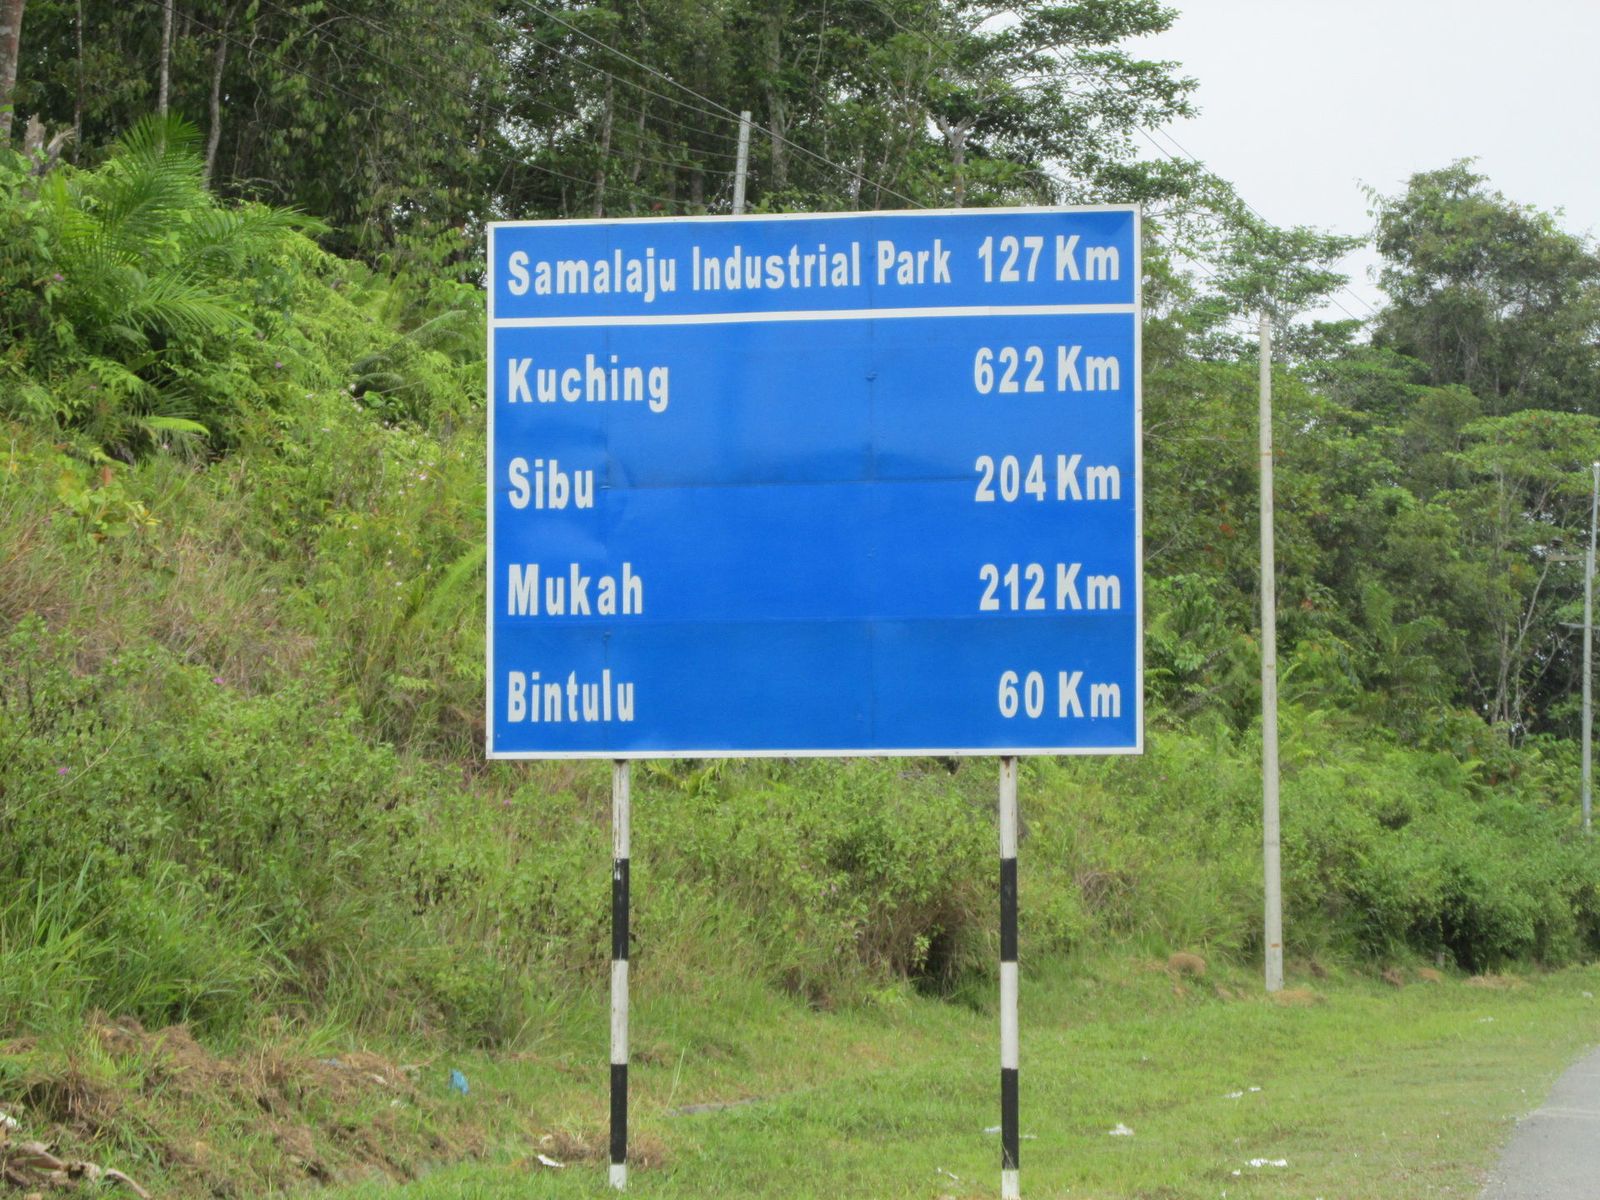 Samalaju Industrial Park 127 Km
Kuching 622 Km
Sibu 204 Km
Mukah 212 Km
Bintulu 60 Km